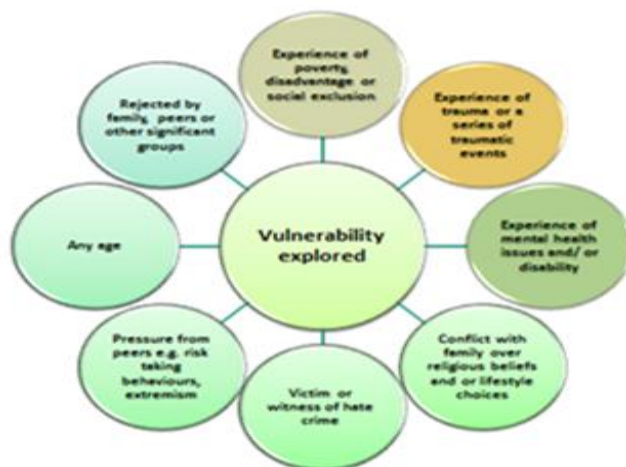 Experience of
poverty,
disadvantage or
social exclusion
Experience of
trauma or a
series of
traumatic
events
Experience of
mental health
issues and/ or
disability
Conflict with
family over
religious beliefs
and or lifestyle
choices
Victim or
witness of hate
crime
Pressure from
peers e.g. risk
taking
behaviours,
extremism
Any age
Rejected by
family, peers or
other significant
groups
Vulnerability
explored